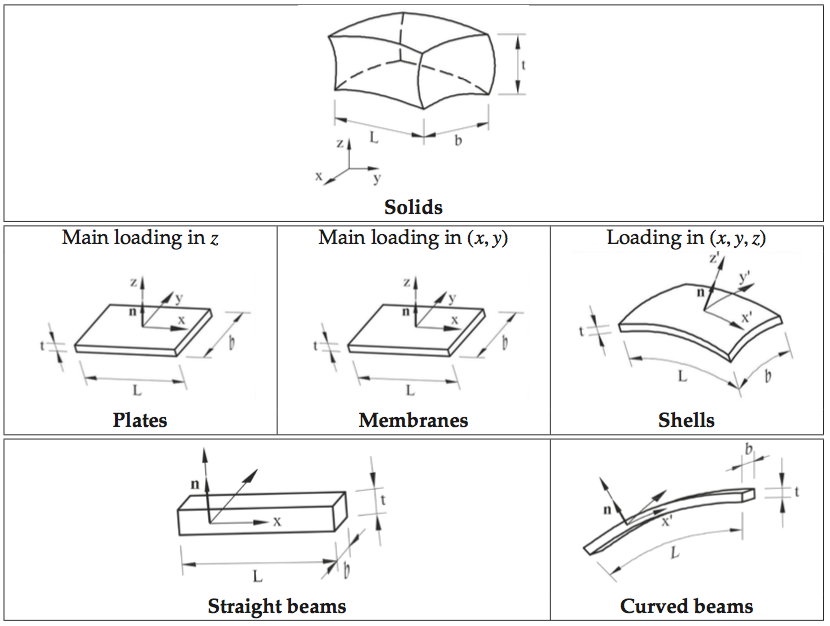 t
L
b
z
x
y
Solids
Main loading in z
Main loading in (x, y)
Loading in (x, y, z)
z
y
n
x
t
b
L
Plates
z
y
n
x
t
b
L
Membranes
z'
y'
n
x'
t
L
b
Shells
n
x
t
b
L
Straight beams
b
t
n
x'
L
Curved beams